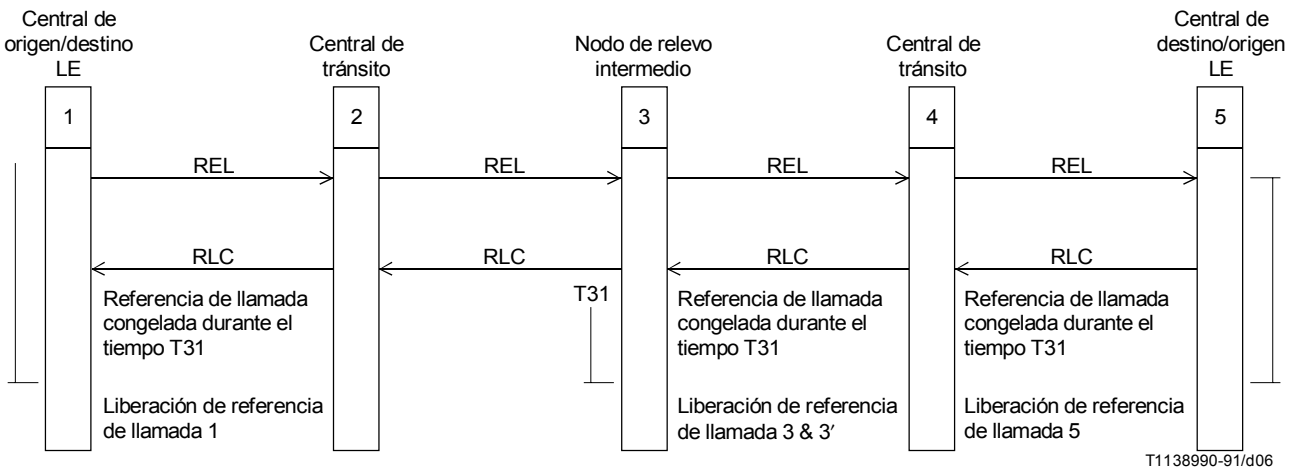 Central de
origen/destino
LE
Central de
tránsito
Nodo de relevo
intermedio
Central de
tránsito
Central de
destino/origen
LE
1
2
3
4
5
REL
REL
REL
REL
RLC
RLC
RLC
RLC
Referencia de llamada
congelada durante el
tiempo T31
T31
Referencia de llamada
congelada durante el
tiempo T31
Referencia de llamada
congelada durante el
tiempo T31
Liberación de referencia
de llamada 1
Liberación de referencia
de llamada 3 & 3′
Liberación de referencia
de llamada 5
T1138990-91/d06